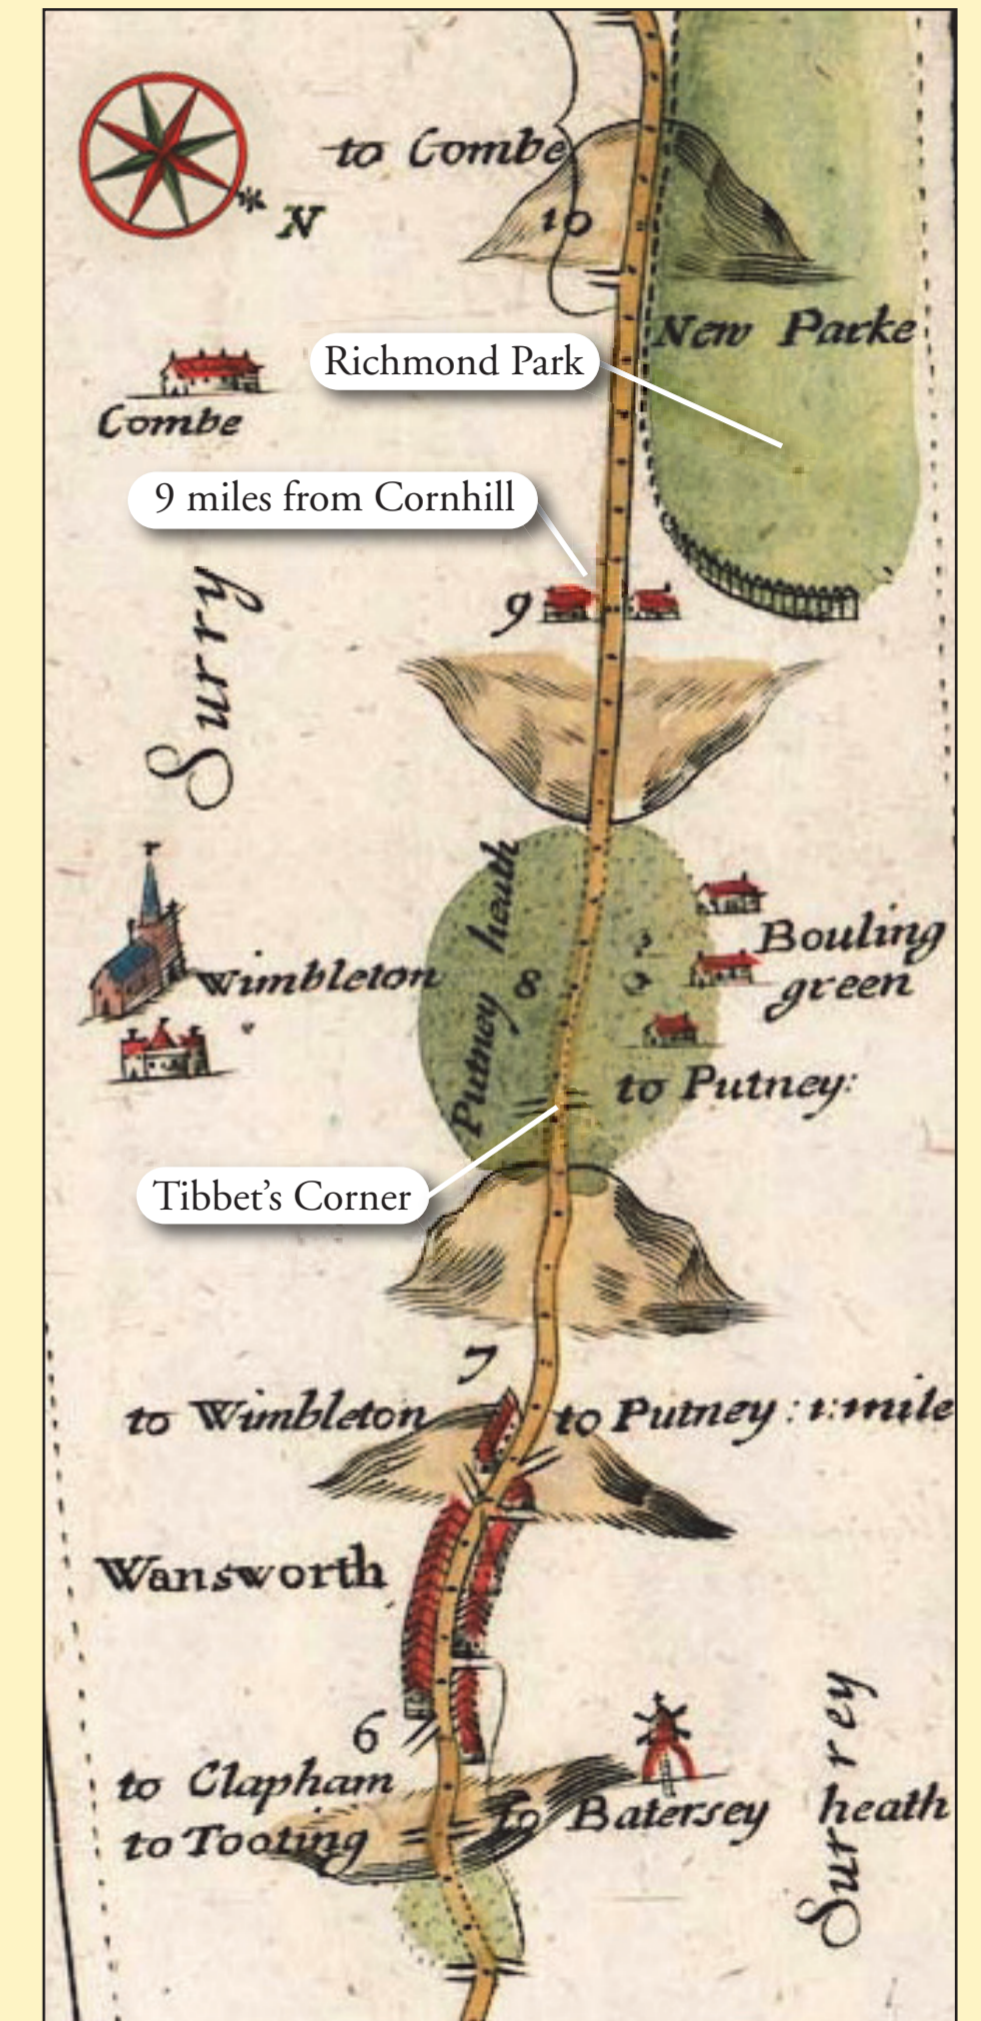 to Combe
10
N
New Parke
Richmond Park
Combe
9 miles from Cornhill
9
Surry
Putney heath
8
Bouling
green
Wimbleton
to Putney:
Tibbet's Corner
7
to Wimbleton
to Putney: 1: mile
Wansworth
6
to Clapham
to Batersey heath
to Tooting
Surrey